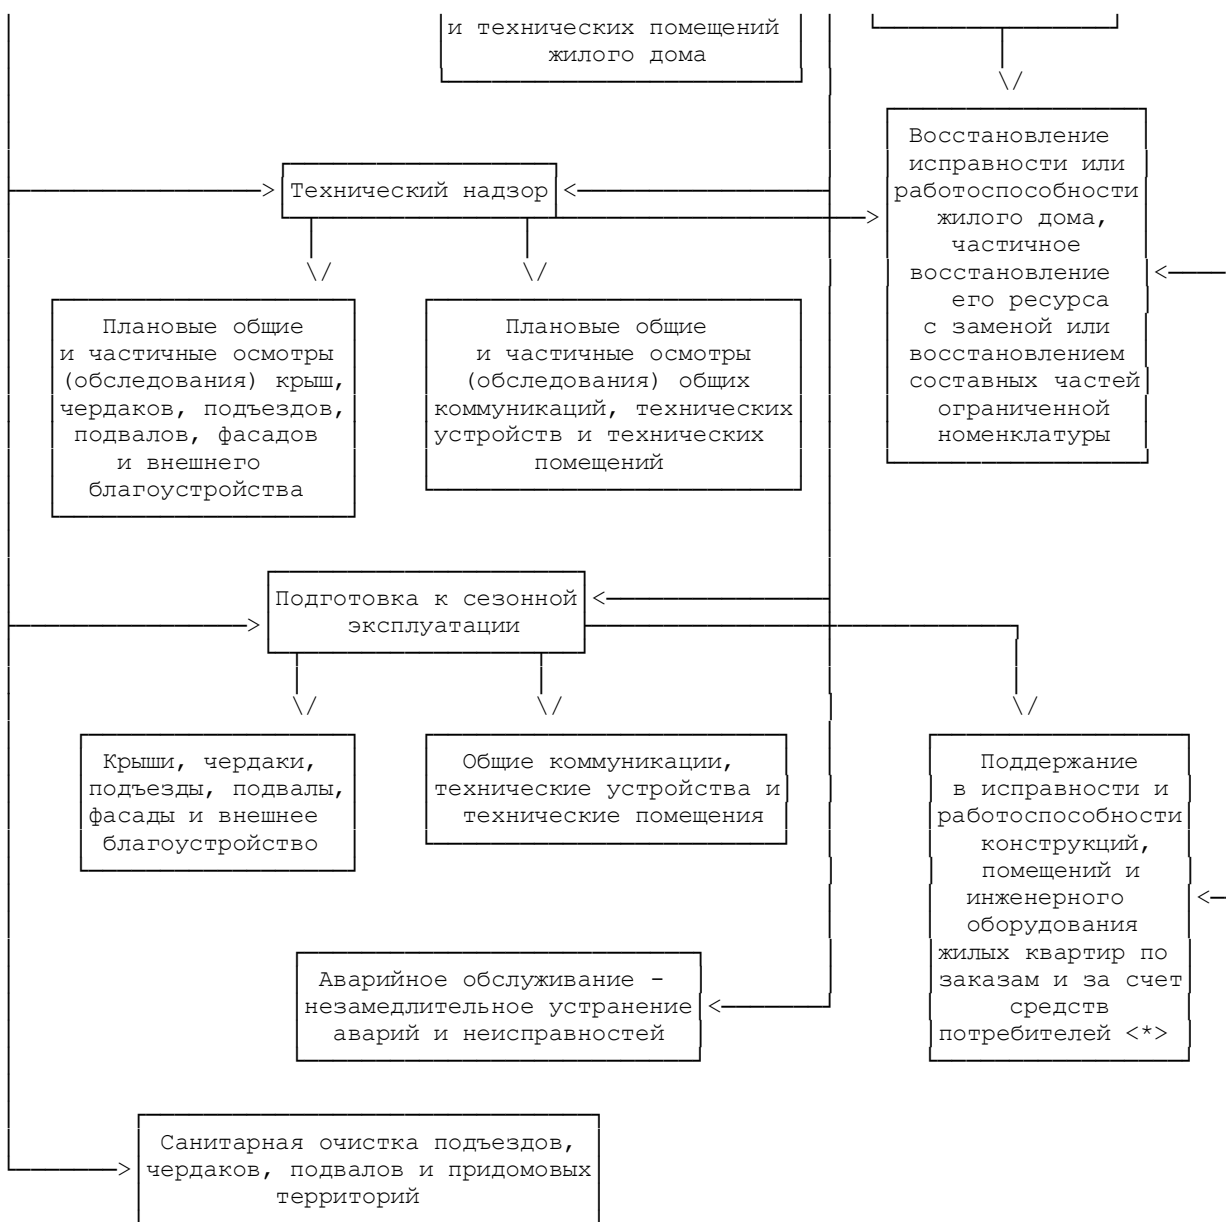 и технических помещений
жилого дома
Восстановление
исправности или
работоспособности
жилого дома,
частичное
восстановление
его ресурса
с заменой или
восстановлением
составных частей
ограниченной
номенклатуры
Технический надзор
Плановые общие
и частичные осмотры
(обследования) крыш,
чердаков, подъездов,
подвалов, фасадов
и внешнего
благоустройства
Плановые общие
и частичные осмотры
(обследования) общих
коммуникаций, технических
устройств и технических
помещений
Подготовка к сезонной
эксплуатации
Крыши, чердаки,
подъезды, подвалы,
фасады и внешнее
благоустройство
Общие коммуникации,
технические устройства и
технические помещения
Поддержание
в исправности и
работоспособности
конструкций,
помещений и
инженерного
оборудования
жилых квартир по
заказам и за счет
средств
потребителей <*>
Аварийное обслуживание -
незамедлительное устранение
аварий и неисправностей
Санитарная очистка подъездов,
чердаков, подвалов и придомовых
территорий